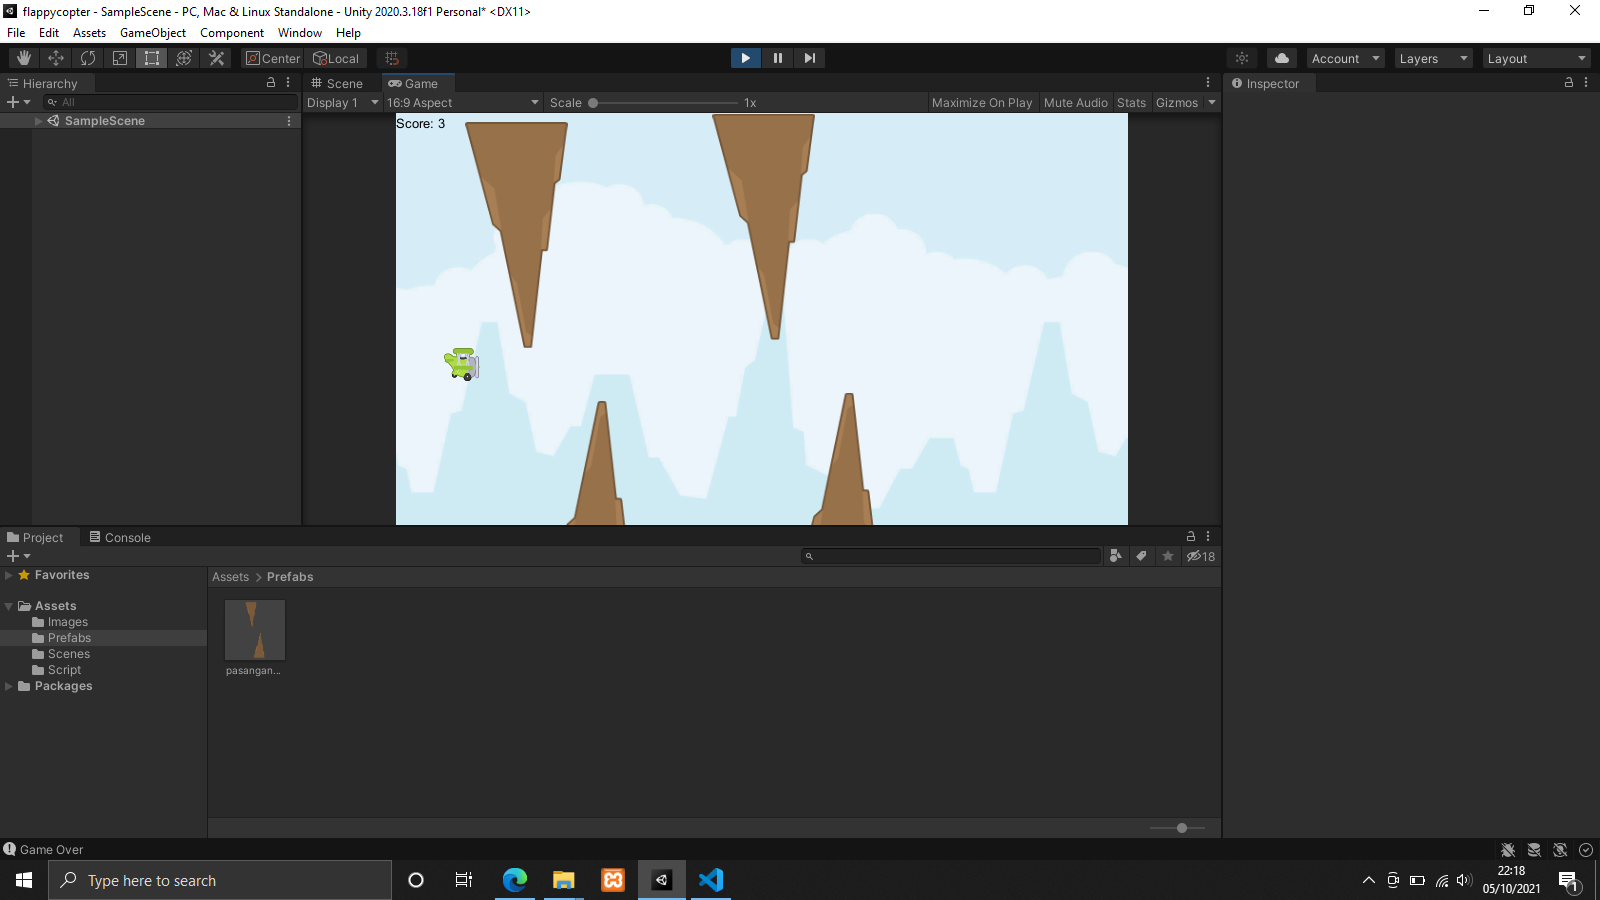 flappycopter - SampleScene - PC, Mac & Linux Standalone - Unity 2020.3.18f1 Personal* <DX11>
File Edit Assets GameObject Component Window Help
Center Local Account Layers Layout
Hierarchy Scene Game Inspector
All Display 1 16:9 Aspect Scale 1x Maximize On Play Mute Audio Stats Gizmos
SampleScene
Score: 3
Project Console
18
Favorites
Assets > Prefabs
Assets
Images
Prefabs
Scenes
Script
Packages
pasangan...
Game Over
Type here to search
22:18
05/10/2021
1